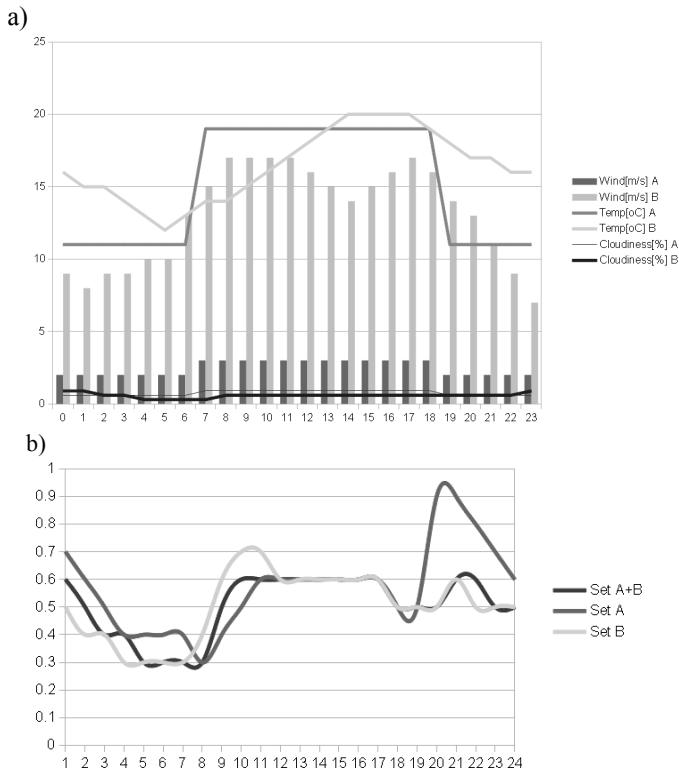 a)
25
20
15
10
5
0
0 1 2 3 4 5 6 7 8 9 10 11 12 13 14 15 16 17 18 19 20 21 22 23
Wind[m/s] A
Wind[m/s] B
Temp[oC] A
Temp[oC] B
Cloudiness[%] A
Cloudiness[%] B
b)
1
0.9
0.8
0.7
0.6
0.5
0.4
0.3
0.2
0.1
0
1 2 3 4 5 6 7 8 9 10 11 12 13 14 15 16 17 18 19 20 21 22 23 24
Set A+B
Set A
Set B